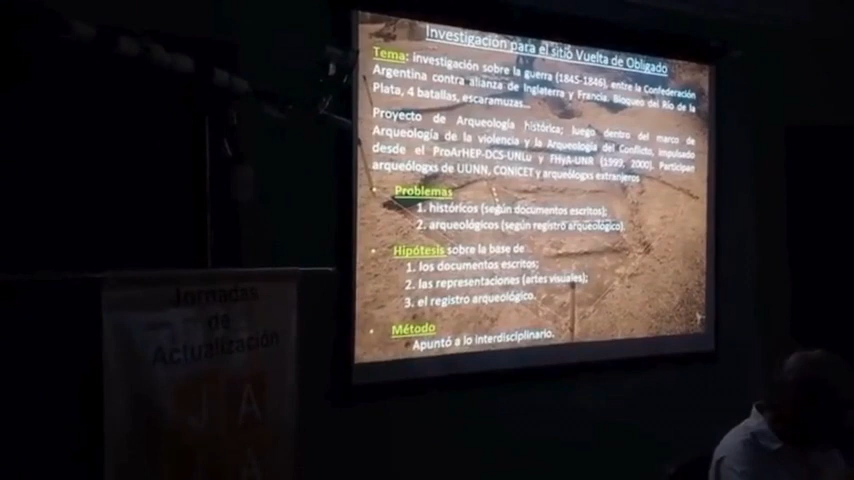 Investigación para el sitio Vuelta de Obligado
Tema: investigación sobre la guerra (1845-1846), entre la Confederación
Argentina contra alianza de Inglaterra y Francia. Bloqueo del Río de la
Plata, 4 batallas, escaramuzas...
Proyecto de Arqueología histórica; luego dentro del marco de
Arqueología de la violencia y la Arqueología del Conflicto, impulsado
desde el ProArHEP-DCS-UNLu y FHyA-UNR (1999, 2000). Participan
arqueólogxs de UUNN, CONICET y arqueólogxs extranjeros
• Problemas
1. históricos (según documentos escritos);
2. arqueológicos (según registro arqueológico).
• Hipótesis sobre la base de
1. los documentos escritos;
2. las representaciones (artes visuales);
3. el registro arqueológico.
• Método
Apuntó a lo interdisciplinario.
Jornadas
de
Actualización
J A